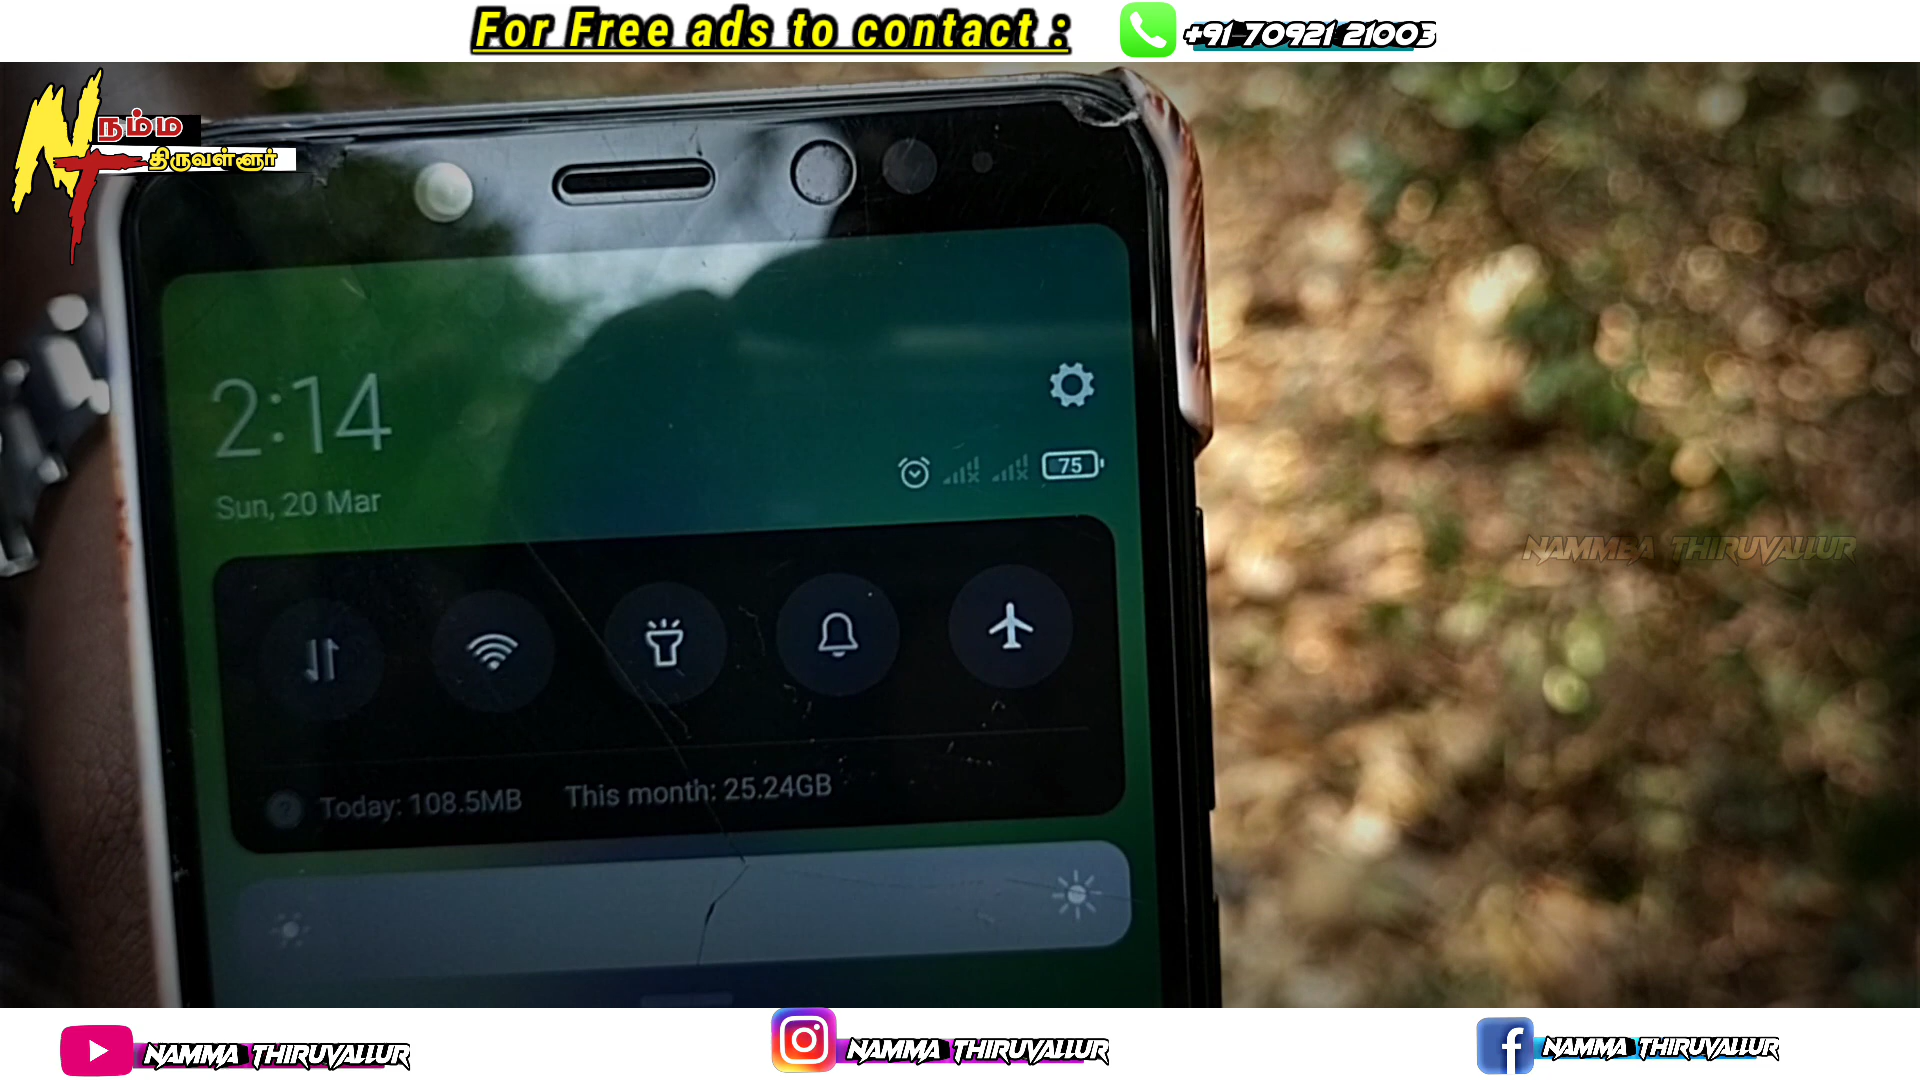 For Free ads to contact :
+91 70921 21003
நம்ம
திருவள்ளூர்
2:14
Sun, 20 Mar
75
NAMMBA THIRUVALLUR
Today: 108.5MB This month: 25.24GB
NAMMA THIRUVALLUR
NAMMA THIRUVALLUR
NAMMA THIRUVALLUR